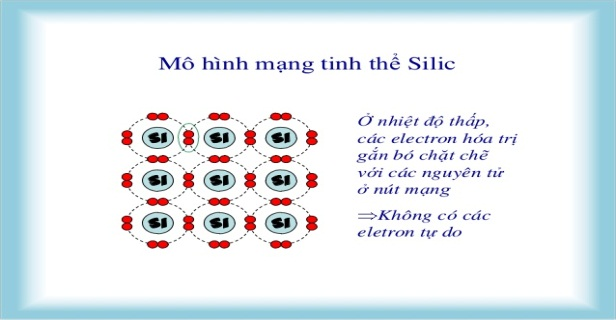 Mô hình mạng tinh thể Silic
SI SI SI
SI SI SI
SI SI SI
Ở nhiệt độ thấp,
các electron hóa trị
gắn bó chặt chẽ
với các nguyên tử
ở nút mạng
⇒Không có các
eletron tự do